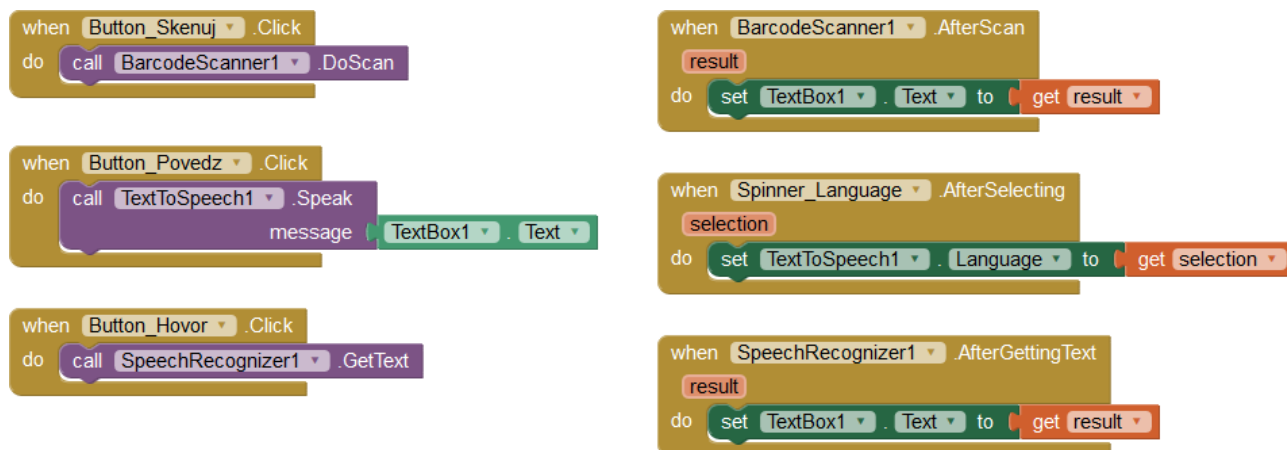 when Button_Skenuj .Click
do call BarcodeScanner1 .DoScan
when Button_Povedz .Click
do call TextToSpeech1 .Speak
message TextBox1 . Text
when Button_Hovor .Click
do call SpeechRecognizer1 .GetText
when BarcodeScanner1 .AfterScan
result
do set TextBox1 . Text to get result
when Spinner_Language .AfterSelecting
selection
do set TextToSpeech1 . Language to get selection
when SpeechRecognizer1 .AfterGettingText
result
do set TextBox1 . Text to get result